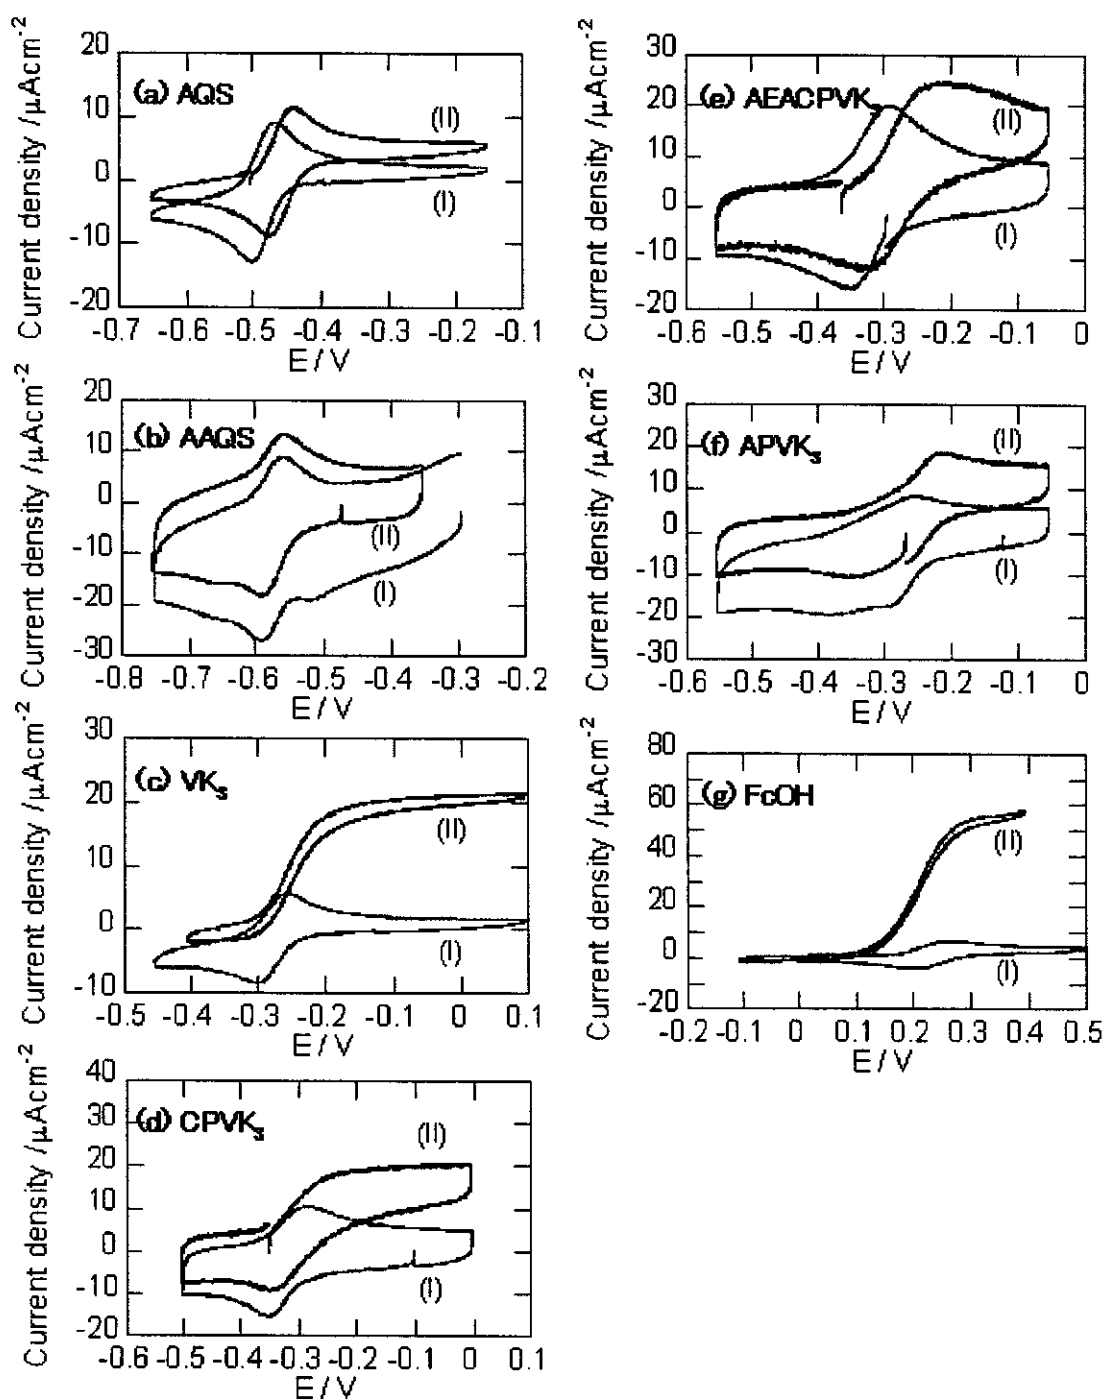 Current density /μAcm-2
20
10
0
-10
-20
(a) AQS
(II)
(I)
-0.7 -0.6 -0.5 -0.4 -0.3 -0.2 -0.1
E / V
Current density /μAcm-2
20
10
0
-10
-20
-30
(b) AAQS
(II)
(I)
-0.8 -0.7 -0.6 -0.5 -0.4 -0.3 -0.2
E / V
Current density /μAcm-2
30
20
10
0
-10
(c) VK3
(II)
(I)
-0.5 -0.4 -0.3 -0.2 -0.1 0 0.1
E / V
Current density /μAcm-2
40
30
20
10
0
-10
-20
(d) CPVK3
(II)
(I)
-0.6 -0.5 -0.4 -0.3 -0.2 -0.1 0 0.1
E / V
Current density /μAcm-2
30
20
10
0
-10
-20
(e) AEACPVK3
(II)
(I)
-0.6 -0.5 -0.4 -0.3 -0.2 -0.1 0
E / V
Current density /μAcm-2
30
20
10
0
-10
-20
-30
(f) APVK3
(II)
(I)
-0.6 -0.5 -0.4 -0.3 -0.2 -0.1 0
E / V
Current density /μAcm-2
80
60
50
40
30
20
0
-20
(g) FcOH
(II)
(I)
-0.2 -0.1 0 0.1 0.2 0.3 0.4 0.5
E / V